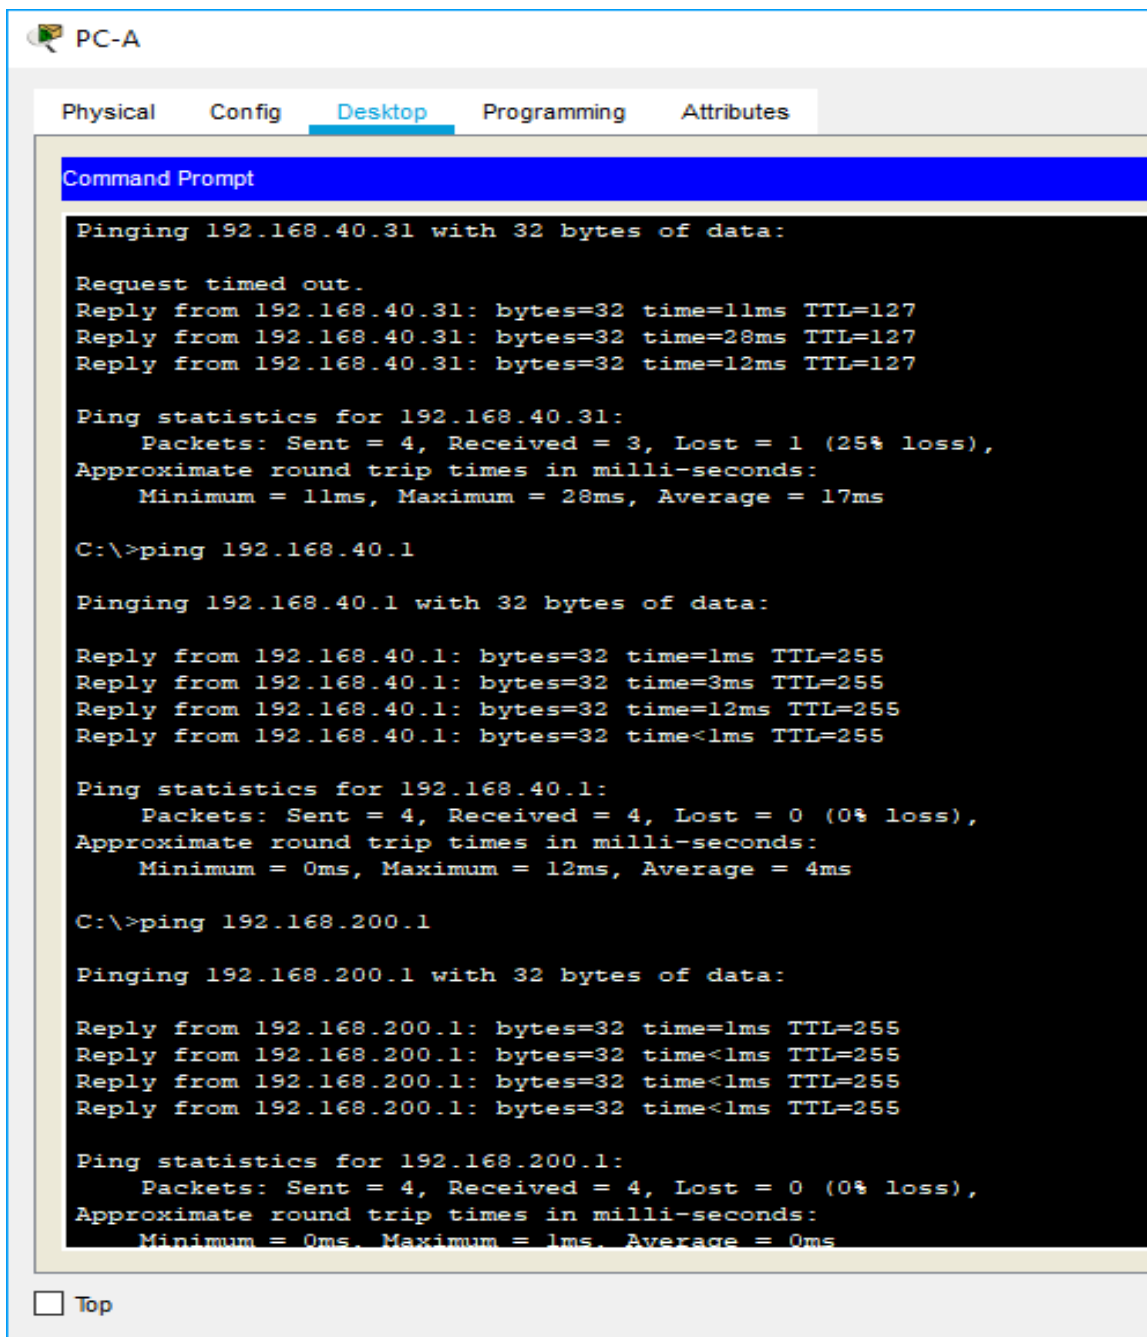 PC-A
Physical Config Desktop Programming Attributes
Command Prompt
Pinging 192.168.40.31 with 32 bytes of data:
Request timed out.
Reply from 192.168.40.31: bytes=32 time=11ms TTL=127
Reply from 192.168.40.31: bytes=32 time=28ms TTL=127
Reply from 192.168.40.31: bytes=32 time=12ms TTL=127
Ping statistics for 192.168.40.31:
Packets: Sent = 4, Received = 3, Lost = 1 (25% loss),
Approximate round trip times in milli-seconds:
Minimum = 11ms, Maximum = 28ms, Average = 17ms
C:\>ping 192.168.40.1
Pinging 192.168.40.1 with 32 bytes of data:
Reply from 192.168.40.1: bytes=32 time=1ms TTL=255
Reply from 192.168.40.1: bytes=32 time=3ms TTL=255
Reply from 192.168.40.1: bytes=32 time=12ms TTL=255
Reply from 192.168.40.1: bytes=32 time<1ms TTL=255
Ping statistics for 192.168.40.1:
Packets: Sent = 4, Received = 4, Lost = 0 (0% loss),
Approximate round trip times in milli-seconds:
Minimum = 0ms, Maximum = 12ms, Average = 4ms
C:\>ping 192.168.200.1
Pinging 192.168.200.1 with 32 bytes of data:
Reply from 192.168.200.1: bytes=32 time=1ms TTL=255
Reply from 192.168.200.1: bytes=32 time<1ms TTL=255
Reply from 192.168.200.1: bytes=32 time<1ms TTL=255
Reply from 192.168.200.1: bytes=32 time<1ms TTL=255
Ping statistics for 192.168.200.1:
Packets: Sent = 4, Received = 4, Lost = 0 (0% loss),
Approximate round trip times in milli-seconds:
Minimum = 0ms, Maximum = 1ms, Average = 0ms
Top